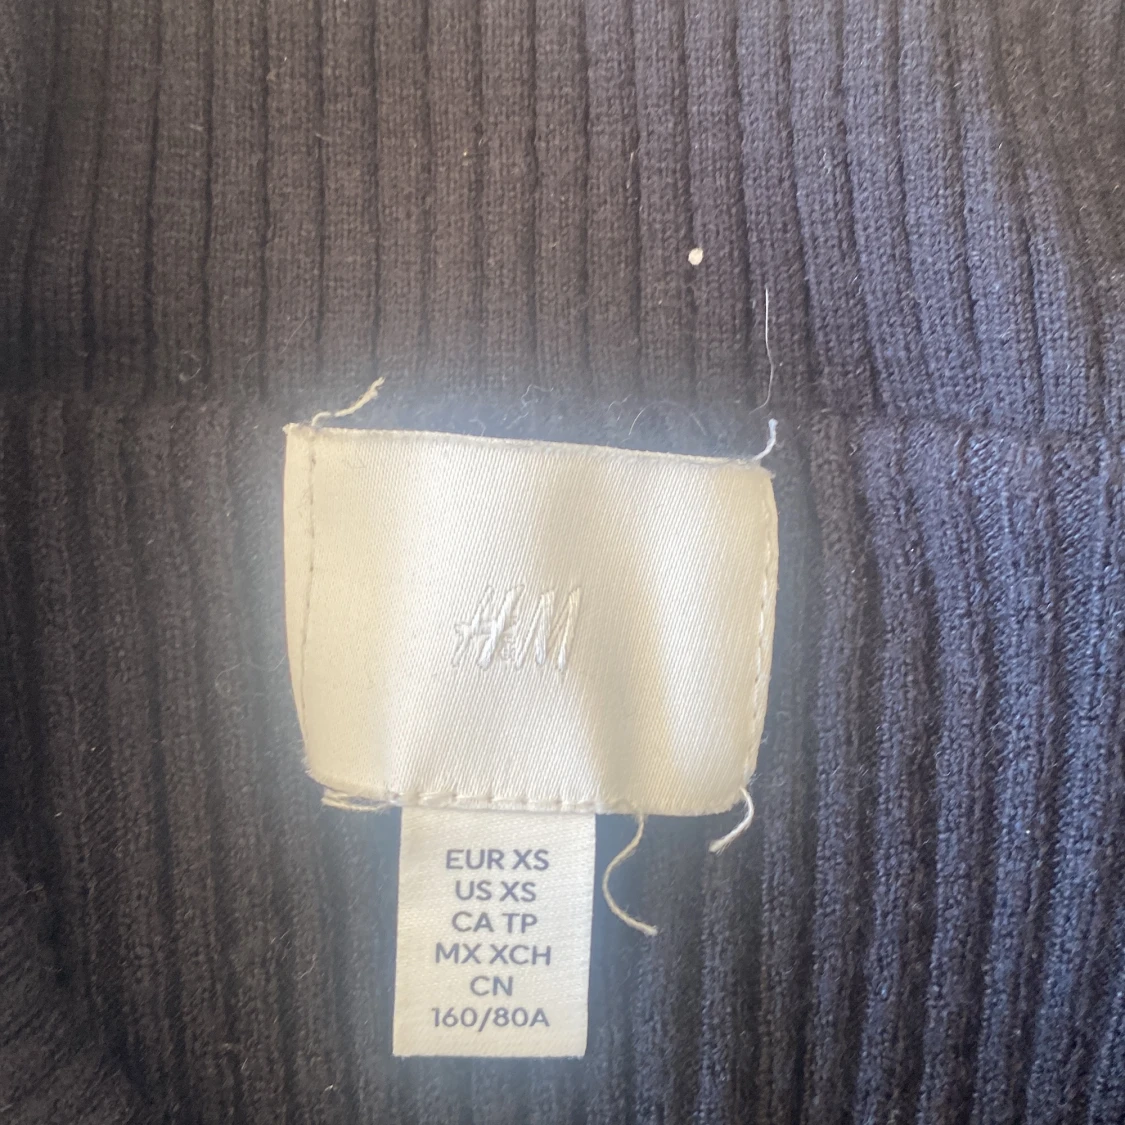 H&M
EUR XS
US XS
CA TP
MX XCH
CN
160/80A